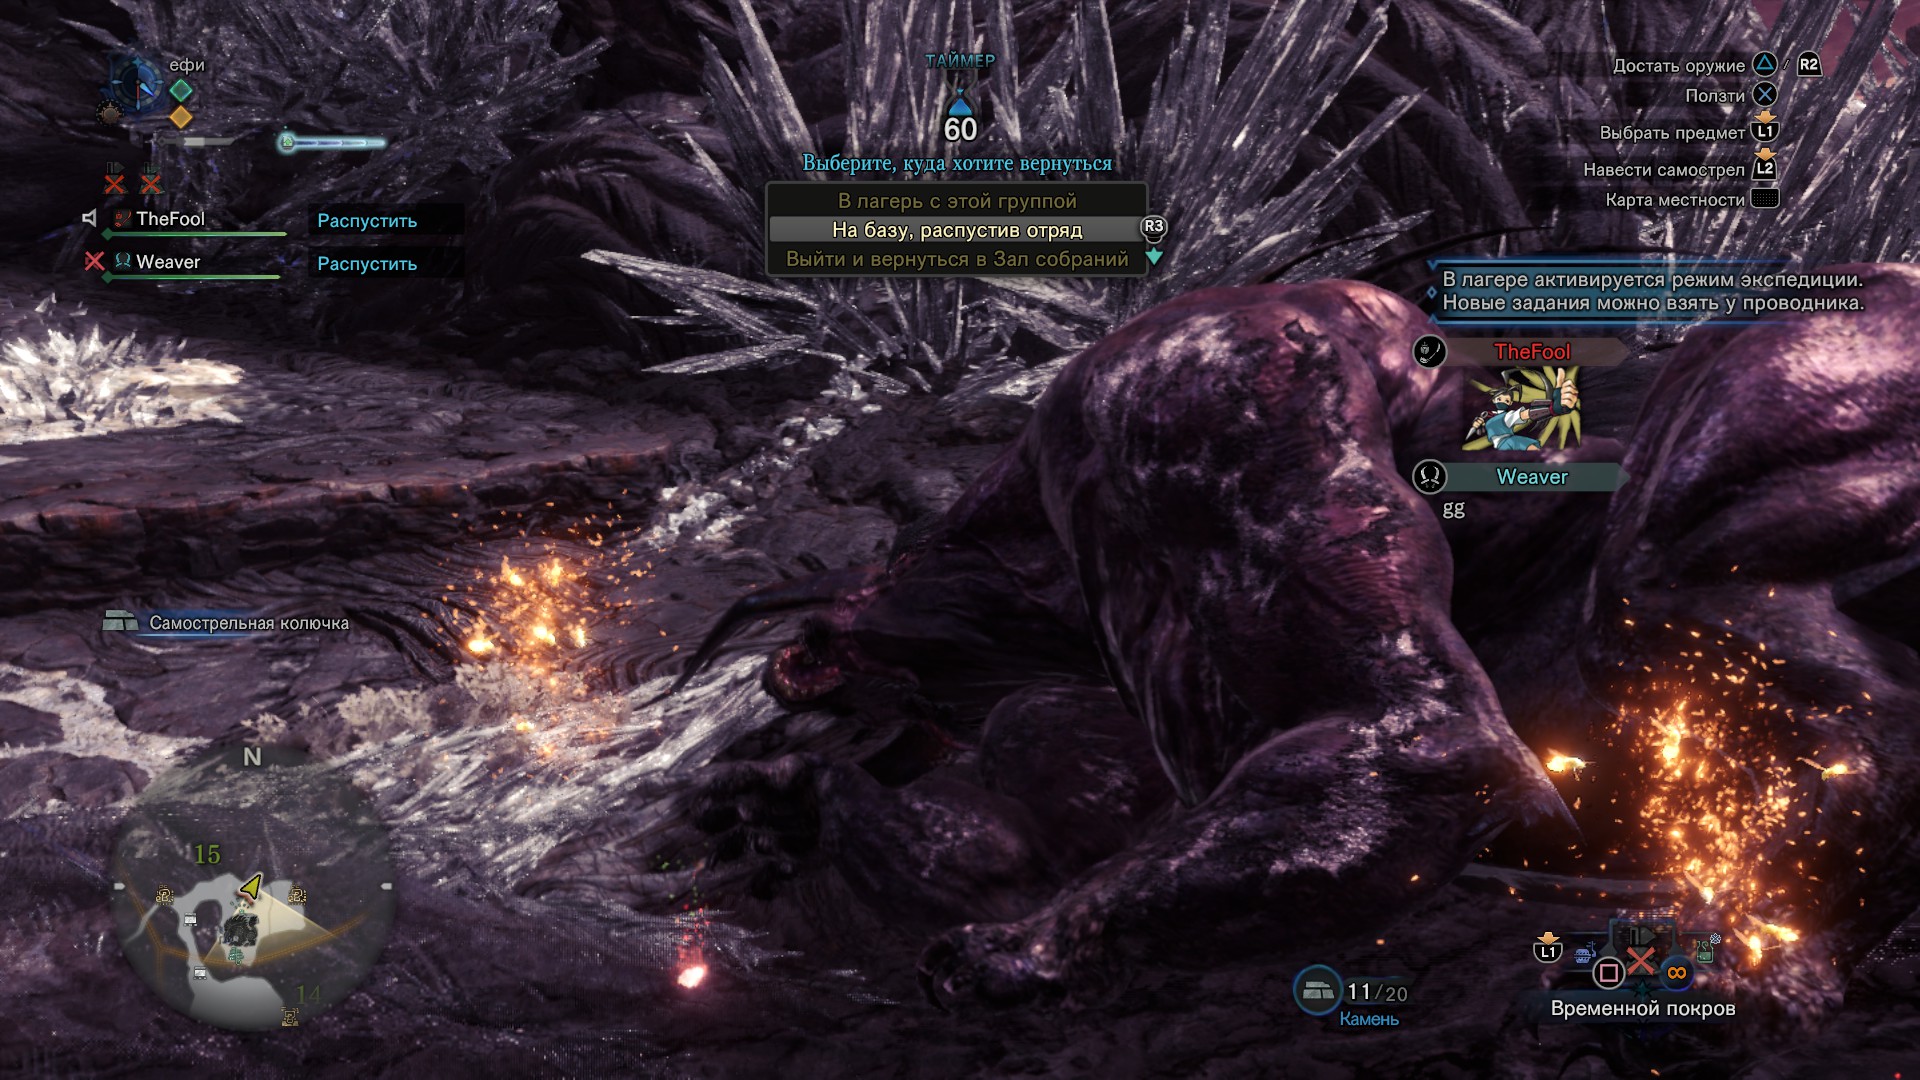 ефи
ТАЙМЕР
60
Выберите, куда хотите вернуться
В лагерь с этой группой
На базу, распустив отряд
R3
Выйти и вернуться в Зал собраний
Достать оружие
/
R2
Ползти
Выбрать предмет
L1
Навести самострел
L2
Карта местности
TheFool
Распустить
Weaver
Распустить
В лагере активируется режим экспедиции.
Новые задания можно взять у проводника.
TheFool
Weaver
gg
Самострельная колючка
N
15
14
11/20
Камень
L1
Временной покров